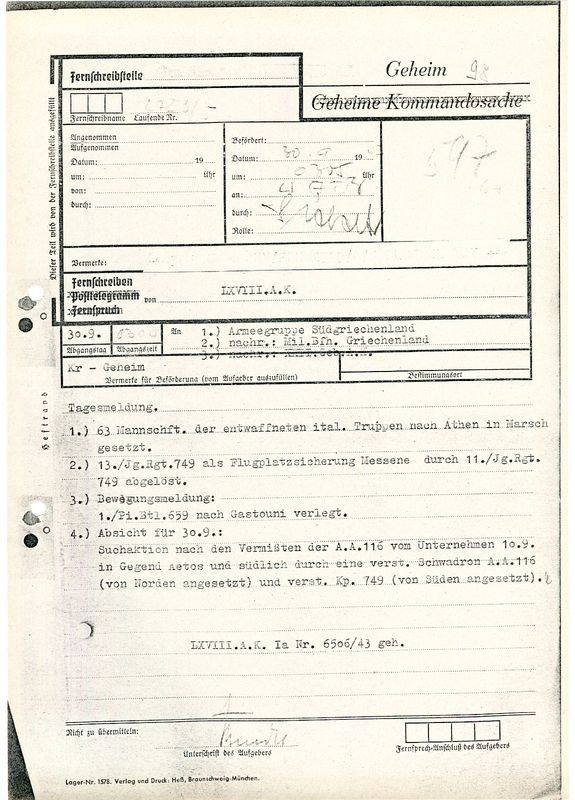 Geheim 98
Fernschreibstelle
Geheime Kommandosache
Fernschreibname Laufende Nr.
Dieser Teil wird von der Fernschreibstelle ausgefüllt
Angenommen
Aufgenommen
Datum: 19
um: Uhr
von:
durch:
Befördert:
Datum: 30.9. 19
um: Uhr
an:
durch:
Rolle:
597
Vermerke:
Fernschreiben
Posttelegramm von LXVIII.A.K.
Fernspruch
30.9. An 1.) Armeegruppe Südgriechenland
2.) nachr.: Mil.Bfh. Griechenland
3.) nachr.:
Abgangstag Abgangszeit
Kr - Geheim
Vermerke für Beförderung (vom Aufgeber auszufüllen) Bestimmungsort
Heftrand
Tagesmeldung.
1.) 63 Mannschft. der entwaffneten ital. Truppen nach Athen in Marsch
gesetzt.
2.) 13./Jg.Rgt.749 als Flugplatzsicherung Messene durch 11./Jg.Rgt.
749 abgelöst.
3.) Bewegungsmeldung:
1./Pi.Btl.659 nach Gastouni verlegt.
4.) Absicht für 30.9.:
Suchaktion nach den Vermißten der A.A.116 vom Unternehmen 10.9.
in Gegend Aetos und südlich durch eine verst. Schwadron A.A.116
(von Norden angesetzt) und verst. Kp. 749 (von Süden angesetzt).
LXVIII.A.K. Ia Nr. 6506/43 geh.
Nicht zu übermitteln:
Unterschrift des Aufgebers Fernsprech-Anschluß des Aufgebers
Lager-Nr. 1578. Verlag und Druck: Heß, Braunschweig-München.